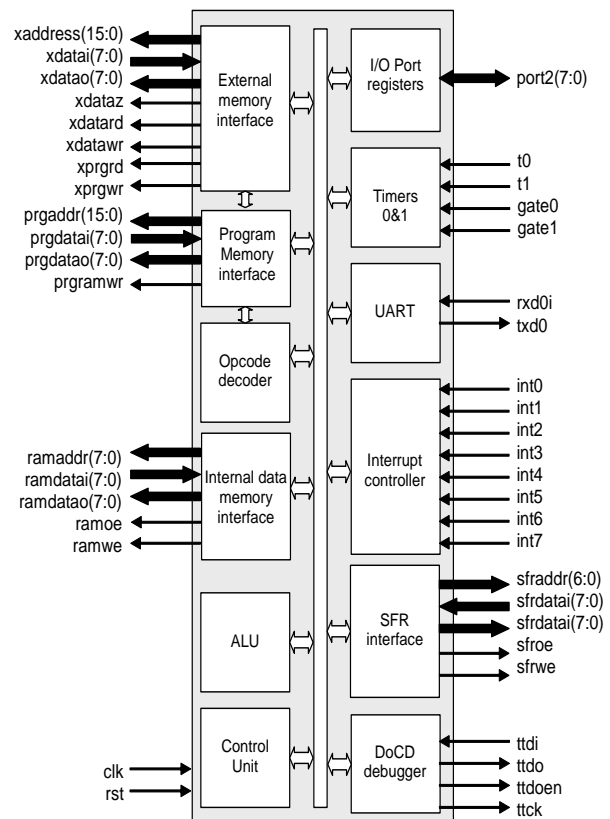 xaddress(15:0)
xdatai(7:0)
xdatao(7:0)
xdataz
xdatard
xdatawr
xprgrd
xprgwr
External
memory
interface
prgaddr(15:0)
prgdatai(7:0)
prgdatao(7:0)
prgramwr
Program
Memory
interface
Opcode
decoder
ramaddr(7:0)
ramdatai(7:0)
ramdatao(7:0)
ramoe
ramwe
Internal data
memory
interface
ALU
clk
rst
Control
Unit
I/O Port
registers
port2(7:0)
Timers
0&1
t0
t1
gate0
gate1
UART
rxd0i
txd0
Interrupt
controller
int0
int1
int2
int3
int4
int5
int6
int7
SFR
interface
sfraddr(6:0)
sfrdatai(7:0)
sfrdatai(7:0)
sfroe
sfrwe
DoCD
debugger
ttdi
ttdo
ttdoen
ttck